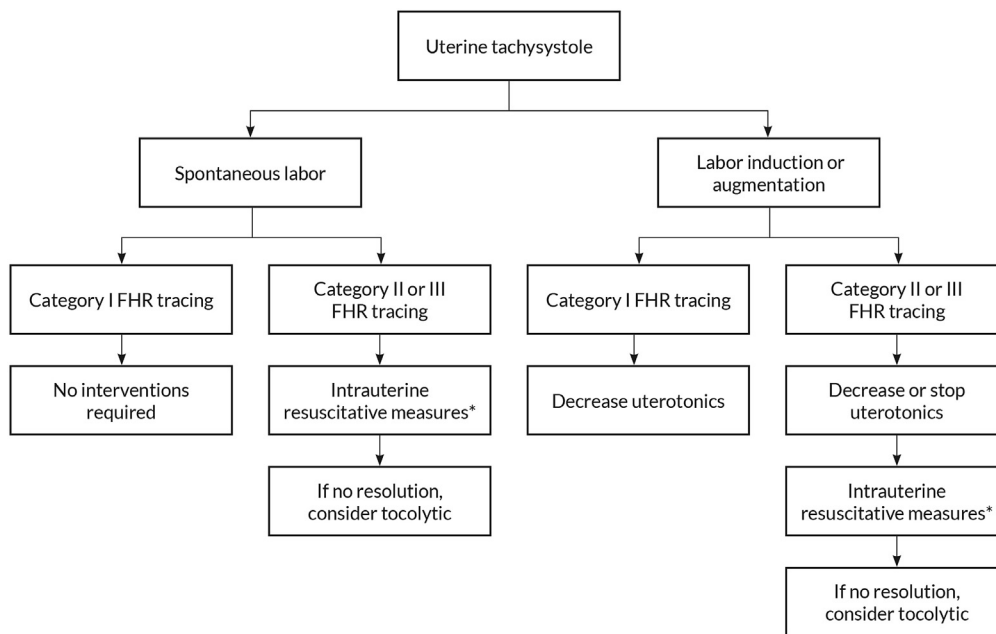 Uterine tachysystole
Spontaneous labor
Labor induction or
augmentation
Category I FHR tracing
Category II or III
FHR tracing
Category I FHR tracing
Category II or III
FHR tracing
No interventions
required
Intrauterine
resuscitative measures*
Decrease uterotonics
Decrease or stop
uterotonics
If no resolution,
consider tocolytic
Intrauterine
resuscitative measures*
If no resolution,
consider tocolytic